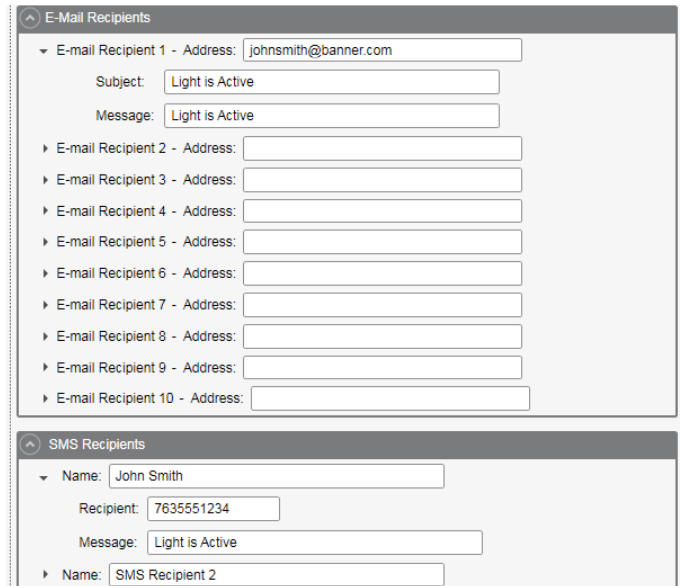 E-Mail Recipients
E-mail Recipient 1 - Address: johnsmith@banner.com
Subject: Light is Active
Message: Light is Active
E-mail Recipient 2 - Address:
E-mail Recipient 3 - Address:
E-mail Recipient 4 - Address:
E-mail Recipient 5 - Address:
E-mail Recipient 6 - Address:
E-mail Recipient 7 - Address:
E-mail Recipient 8 - Address:
E-mail Recipient 9 - Address:
E-mail Recipient 10 - Address:
SMS Recipients
Name: John Smith
Recipient: 7635551234
Message: Light is Active
Name: SMS Recipient 2